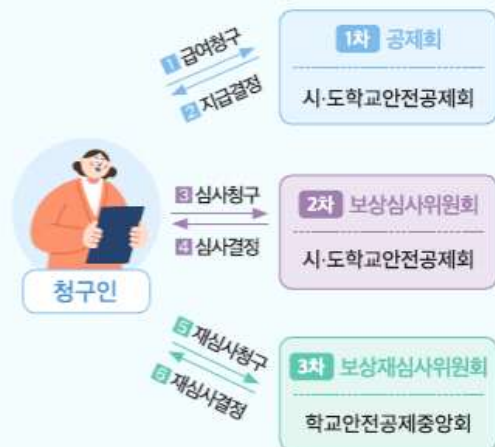 1차 공제회
1 급여청구
2 지급결정
시·도학교안전공제회
3 심사청구
4 심사결정
2차 보상심사위원회
시·도학교안전공제회
청구인
5 재심사청구
6 재심사결정
3차 보상재심사위원회
학교안전공제중앙회